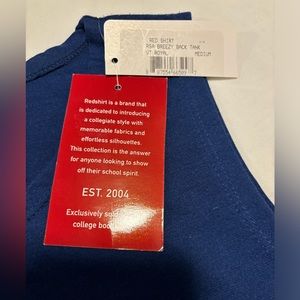 RED SHIRT
RSA BREEZY BACK TANK
VT ROYAL MEDIUM
Redshirt is a brand that
is dedicated to introducing
a collegiate style with
memorable fabrics and
effortless silhouettes.
This collection is the answer
for anyone looking to show
off their school spirit.
EST. 2004
Exclusively sold
college boo